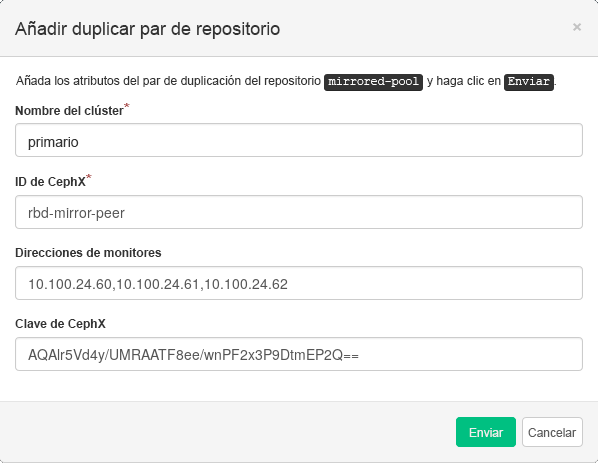 Añadir duplicar par de repositorio
×
Añada los atributos del par de duplicación del repositorio mirrored-pool y haga clic en Enviar.
Nombre del clúster*
primario
ID de CephX*
rbd-mirror-peer
Direcciones de monitores
10.100.24.60,10.100.24.61,10.100.24.62
Clave de CephX
AQAlr5Vd4y/UMRAATF8ee/wnPF2x3P9DtmEP2Q==
Enviar Cancelar